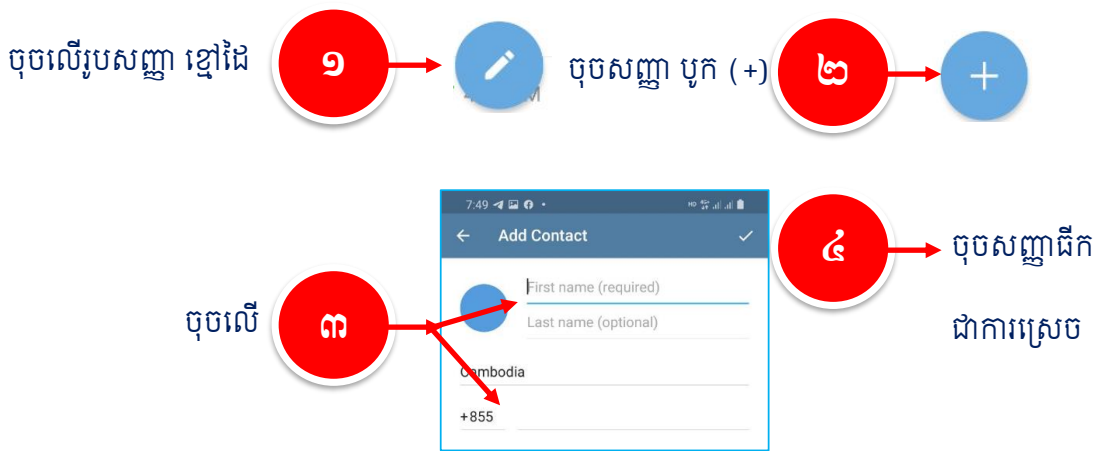 ចុចលើរូបសញ្ញា ខ្មៅដៃ
១
ចុចសញ្ញា បូក (+)
២
7:49
Add Contact
First name (required)
Last name (optional)
Cambodia
+855
ចុចលើ
៣
៤
ចុចសញ្ញាធីក
ជាការស្រេច